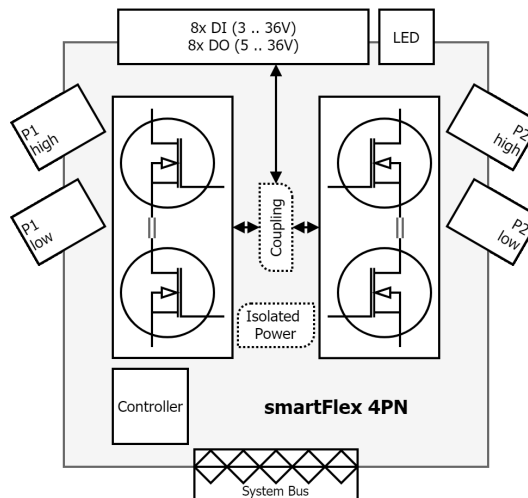 8x DI (3 .. 36V)
8x DO (5 .. 36V)
LED
P1
high
P2
high
P1
low
P2
low
Coupling
Isolated
Power
Controller
smartFlex 4PN
System Bus